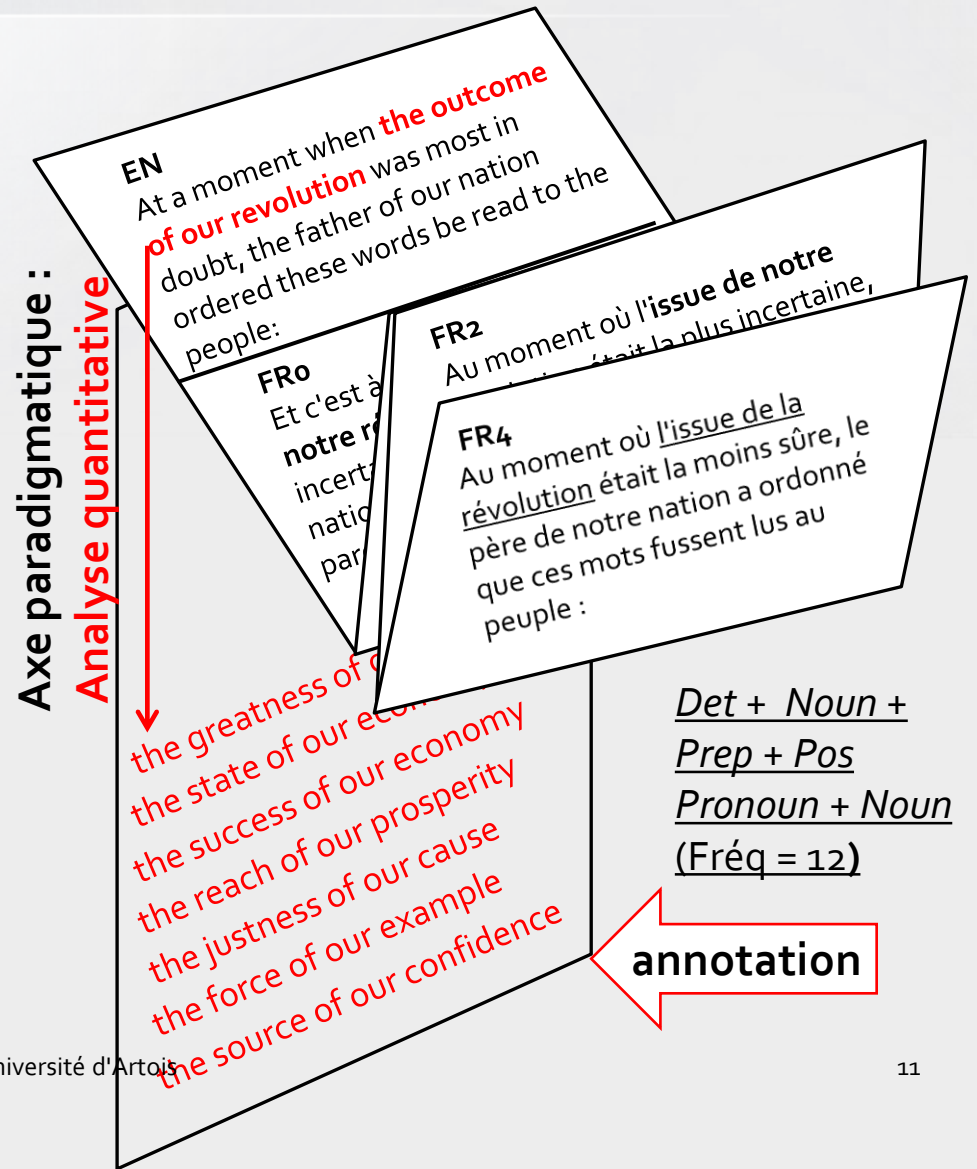 Axe paradigmatique :
Analyse quantitative
EN
At a moment when the outcome
of our revolution was most in
doubt, the father of our nation
ordered these words be read to the
people:
FR0
Et c'est à
notre
nation
FR2
Au moment où l'issue de notre
était la plus incertaine,
FR4
Au moment où l'issue de la
révolution était la moins sûre, le
père de notre nation a ordonné
que ces mots fussent lus au
peuple :
the greatness of
the state of our
the success of our economy
the reach of our prosperity
the justness of our cause
the force of our example
the source of our confidence
Det + Noun +
Prep + Pos
Pronoun + Noun
(Fréq = 12)
annotation
niversité d'Artois
11